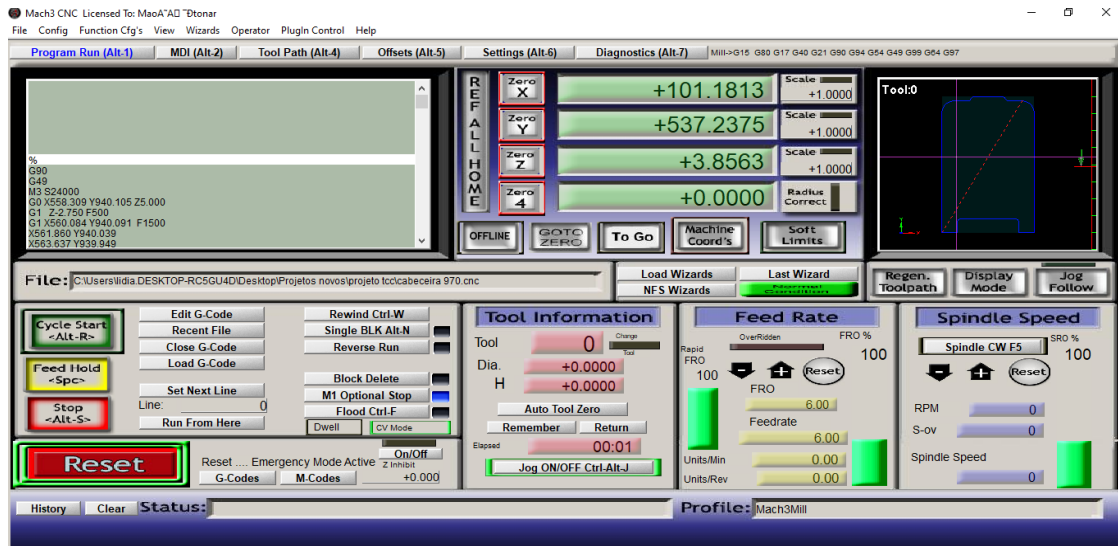 Mach3 CNC Licensed To: MaoA"A
File Config Function Cfg's View Wizards Operator PlugIn Control Help
Program Run (Alt-1) MDI (Alt-2) Tool Path (Alt-4) Offsets (Alt-5) Settings (Alt-6) Diagnostics (Alt-7) Mill->G15 G80 G17 G40 G21 G90 G94 G54 G49 G99 G64 G97
%
G90
G49
M3 S24000
G0 X558.309 Y940.105 Z5.000
G1 Z-2.750 F500
G1 X560.084 Y940.091 F1500
X561.860 Y940.039
X563.637 Y939.949
REF ALL HOME
Zero X +101.1813 Scale +1.0000
Zero Y +537.2375 Scale +1.0000
Zero Z +3.8563 Scale +1.0000
Zero 4 +0.0000 Radius Correct
OFFLINE GOTO ZERO To Go Machine Coord's Soft Limits
Tool:0
File: C:\Users\lidia.DESKTOP-RC5GU4D\Desktop\Projetos novos\projeto tcc\cabeceira 970.cnc
Load Wizards Last Wizard
NFS Wizards Normal Condition
Regen. Toolpath Display Mode Jog Follow
Cycle Start <Alt-R>
Feed Hold <Spc>
Stop <Alt-S>
Edit G-Code Rewind Ctrl-W
Recent File Single BLK Alt-N
Close G-Code Reverse Run
Load G-Code
Block Delete
Set Next Line M1 Optional Stop
Line: 0 Flood Ctrl-F
Run From Here Dwell CV Mode
Reset
Reset .... Emergency Mode Active
G-Codes M-Codes
On/Off
Z Inhibit
+0.000
Tool Information
Tool 0 Change Tool
Dia. +0.0000
H +0.0000
Auto Tool Zero
Remember Return
Elapsed 00:01
Jog ON/OFF Ctrl-Alt-J
Feed Rate
OverRidden FRO %
100
Rapid FRO
100
Reset
FRO
6.00
Feedrate
6.00
Units/Min 0.00
Units/Rev 0.00
Spindle Speed
Spindle CW F5 SRO %
100
Reset
RPM 0
S-ov 0
Spindle Speed
0
History Clear Status:
Profile: Mach3Mill